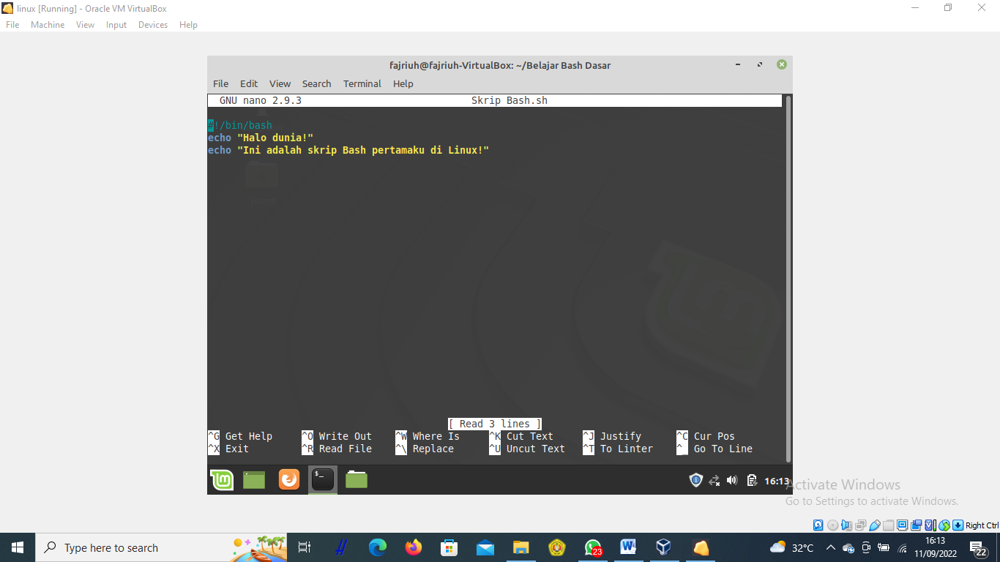 linux [Running] - Oracle VM VirtualBox
File Machine View Input Devices Help
fajriuh@fajriuh-VirtualBox: ~/Belajar Bash Dasar
File Edit View Search Terminal Help
GNU nano 2.9.3 Skrip Bash.sh
#!/bin/bash
echo "Halo dunia!"
echo "Ini adalah skrip Bash pertamaku di Linux!"
Home
[ Read 3 lines ]
^G Get Help ^O Write Out ^W Where Is ^K Cut Text ^J Justify ^C Cur Pos
^X Exit ^R Read File ^\ Replace ^U Uncut Text ^T To Linter ^_ Go To Line
lm $_ 16:13
Activate Windows
Go to Settings to activate Windows.
Right Ctrl
Type here to search 23 W 32°C 16:13
11/09/2022 22